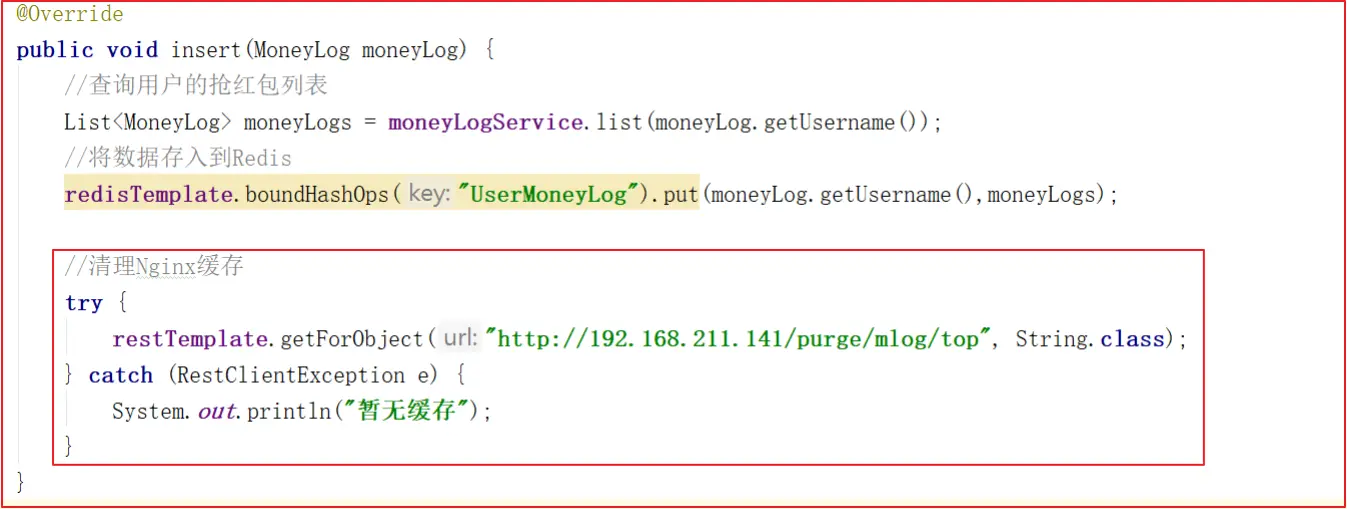 @Override
public void insert(MoneyLog moneyLog) {
//查询用户的抢红包列表
List<MoneyLog> moneyLogs = moneyLogService.list(moneyLog.getUsername());
//将数据存入到Redis
redisTemplate.boundHashOps( key: "UserMoneyLog").put(moneyLog.getUsername(),moneyLogs);
//清理Nginx缓存
try {
restTemplate.getForObject( url: "http://192.168.211.141/purge/mlog/top", String.class);
} catch (RestClientException e) {
System.out.println("暂无缓存");
}
}